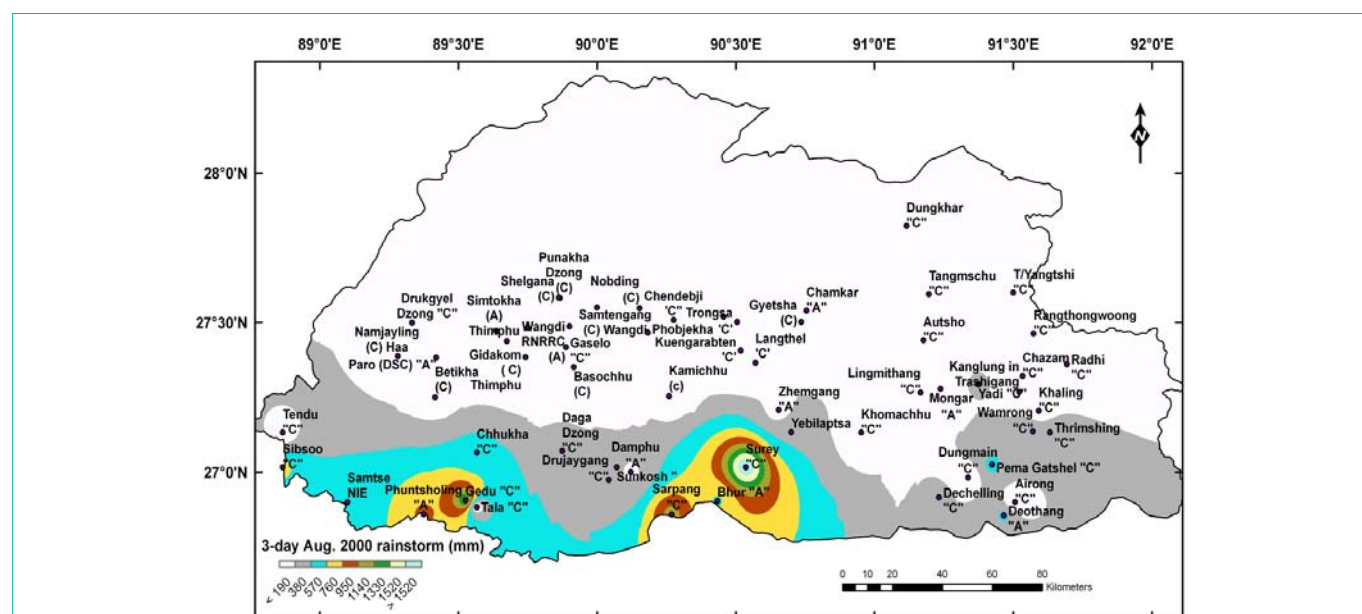 89°0'E 89°30'E 90°0'E 90°30'E 91°0'E 91°30'E 92°0'E
28°0'N
27°30'N
27°0'N
N
Dungkhar
"C"
Tangmschu
"C"
T/Yangtshi
"C"
Rangthongwoong
"C"
Autsho
"C"
Punakha
Dzong
(C)
Shelgana
(C)
Nobding
(C)
Samtengang
(C)
Wangdi
Chendebji
"C"
Phobjekha
Trongsa
'C'
Kuengarabten
'C'
Gyetsha
(C)
Chamkar
"A"
Langthel
'C'
Drukgyel
Dzong "C"
Simtokha
(A)
Thimphu
Wangdi
RNRRC
(A)
Gaselo
"C"
Namjayling
(C) Haa
Paro (DSC) "A"
Betikha
(C)
Gidakom
( C)
Thimphu
Basochhu
(C)
Kamichhu
(c)
Zhemgang
"A"
Yebilaptsa
Lingmithang
"C"
Mongar
"A"
Khomachhu
"C"
Kanglung in
Trashigang
Yadi "C"
Chazam
"C"
Radhi
"C"
Khaling
"C"
Wamrong
"C"
Thrimshing
"C"
Tendu
"C"
Sibsoo
"C"
Samtse
NIE
Chhukha
"C"
Phuntsholing
"A"
Gedu "C"
Tala "C"
Daga
Dzong
"C"
Drujaygang
"C"
Damphu
"A"
Sunkosh "
Sarpang
"C"
Surey
"C"
Bhur "A"
Dungmain
"C"
Dechelling
"C"
Pema Gatshel "C"
Airong
"C"
Deothang
"A"
3-day Aug. 2000 rainstorm (mm)
< 190 380 570 760 950 1140 1330 1520 > 1520
0 10 20 40 60 80
Kilometers